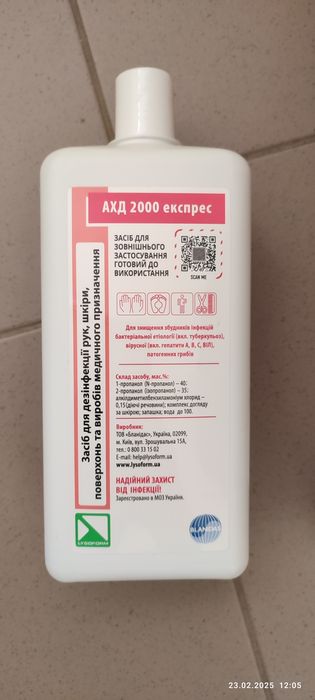 АХД 2000 експрес
ЗАСІБ ДЛЯ
ЗОВНІШНЬОГО
ЗАСТОСУВАННЯ
ГОТОВИЙ ДО
ВИКОРИСТАННЯ
SCAN ME
Засіб для дезінфекції рук, шкіри,
поверхонь та виробів медичного призначення
Для знищення збудників інфекцій
бактеріальної етіології (вкл. туберкульоз),
вірусної (вкл. гепатити А, В, С, ВІЛ),
патогенних грибів
Склад засобу, мас.%:
1-пропанол (N-пропанол) – 40;
2-пропанол (ізопропанол) – 35;
алкілдиметилбензиламоніум хлорид –
0,15 (діючі речовини); комплекс догляду
за шкірою; запашка; вода до 100.
Виробник:
ТОВ «Бланідас», Україна, 02099,
м. Київ, вул. Зрошувальна 15А,
тел.: 0 800 33 15 02
E-mail: help@lysoform.ua
www.lysoform.ua
НАДІЙНИЙ ЗАХИСТ
ВІД ІНФЕКЦІЇ!
Зареєстровано в МОЗ України.
LYSOFORM
BLANIDAS
23.02.2025 12:05